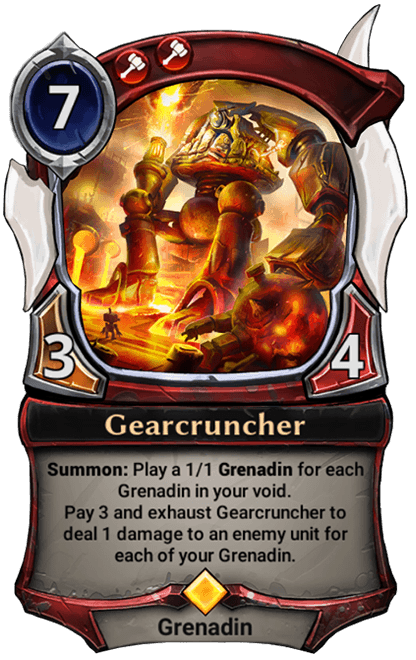 7
3
4
Gearcruncher
Summon: Play a 1/1 Grenadin for each
Grenadin in your void.
Pay 3 and exhaust Gearcruncher to
deal 1 damage to an enemy unit for
each of your Grenadin.
Grenadin